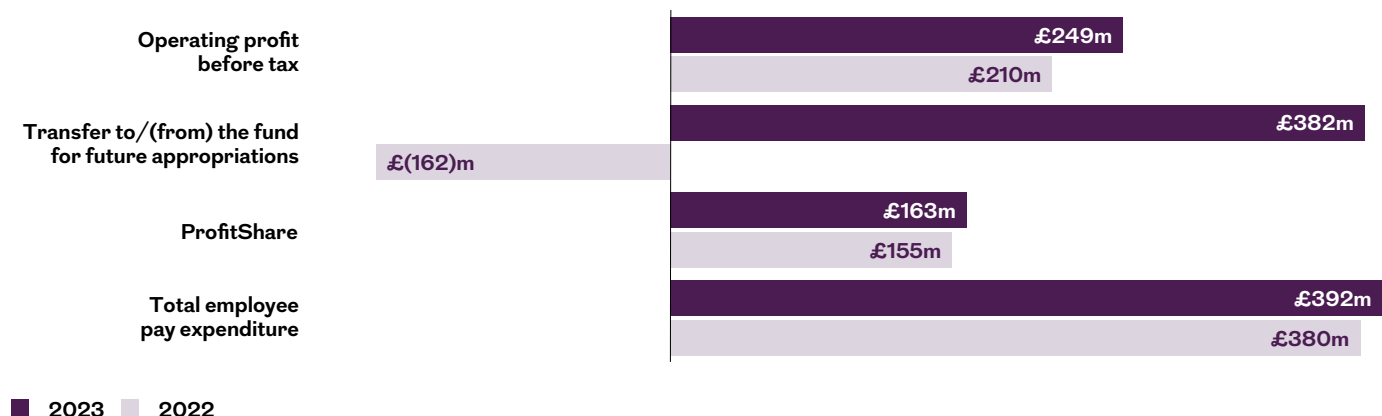 Operating profit
before tax
£249m
£210m
Transfer to/(from) the fund
for future appropriations
£382m
£(162)m
ProfitShare
£163m
£155m
Total employee
pay expenditure
£392m
£380m
2023 2022